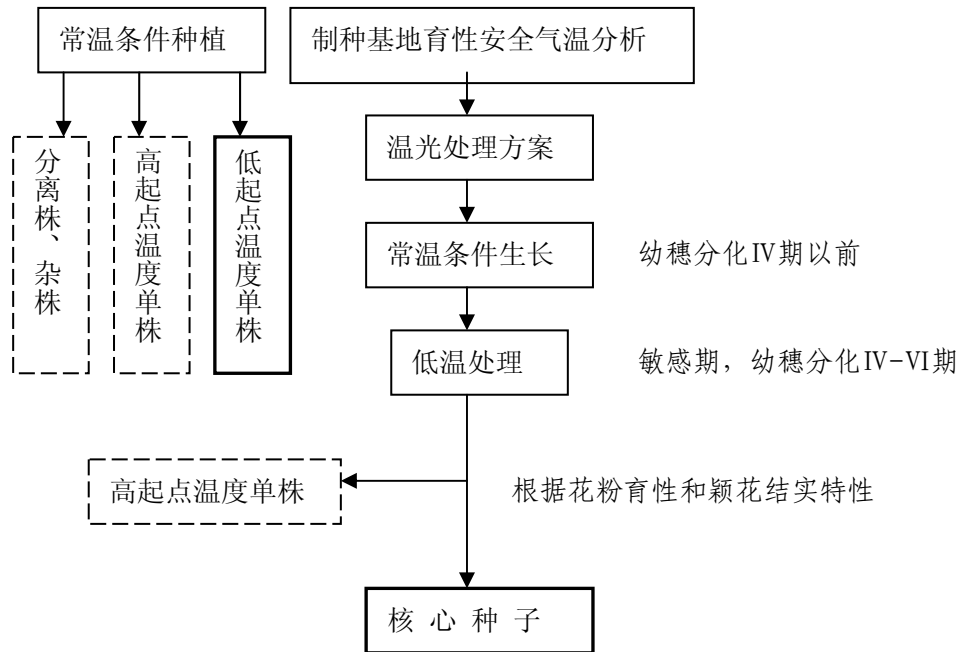 常温条件种植
制种基地育性安全气温分析
温光处理方案
分离株、杂株
高起点温度单株
低起点温度单株
常温条件生长
幼穗分化IV期以前
低温处理
敏感期，幼穗分化IV-VI期
高起点温度单株
根据花粉育性和颖花结实特性
核 心 种 子